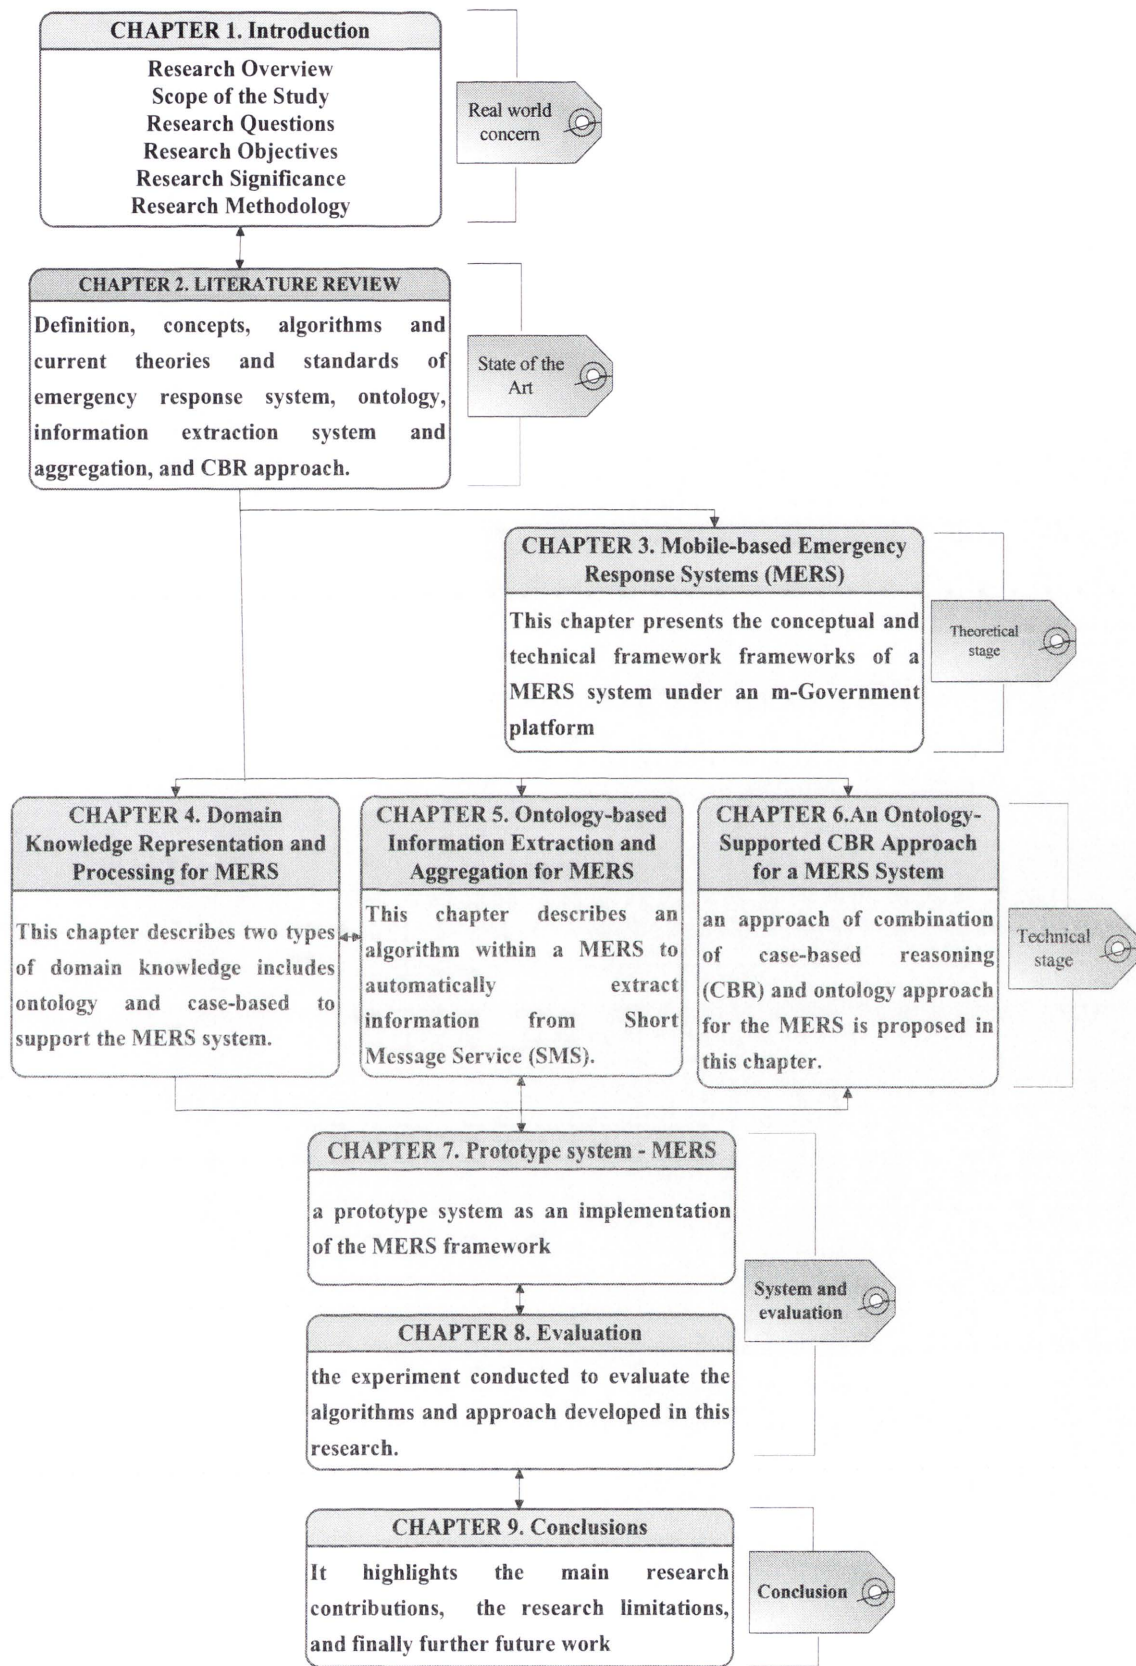 CHAPTER 1. Introduction
Research Overview
Scope of the Study
Research Questions
Research Objectives
Research Significance
Research Methodology
Real world
concern
CHAPTER 2. LITERATURE REVIEW
Definition, concepts, algorithms and
current theories and standards of
emergency response system, ontology,
information extraction system and
aggregation, and CBR approach.
State of the
Art
CHAPTER 3. Mobile-based Emergency
Response Systems (MERS)
This chapter presents the conceptual and
technical framework frameworks of a
MERS system under an m-Government
platform
Theoretical
stage
CHAPTER 4. Domain
Knowledge Representation and
Processing for MERS
This chapter describes two types
of domain knowledge includes
ontology and case-based to
support the MERS system.
CHAPTER 5. Ontology-based
Information Extraction and
Aggregation for MERS
This chapter describes an
algorithm within a MERS to
automatically extract
information from Short
Message Service (SMS).
CHAPTER 6.An Ontology-
Supported CBR Approach
for a MERS System
an approach of combination
of case-based reasoning
(CBR) and ontology approach
for the MERS is proposed in
this chapter.
Technical
stage
CHAPTER 7. Prototype system - MERS
a prototype system as an implementation
of the MERS framework
System and
evaluation
CHAPTER 8. Evaluation
the experiment conducted to evaluate the
algorithms and approach developed in this
research.
CHAPTER 9. Conclusions
It highlights the main research
contributions, the research limitations,
and finally further future work
Conclusion